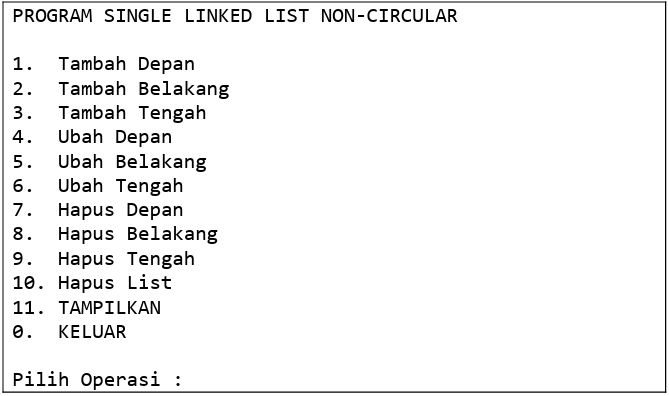 PROGRAM SINGLE LINKED LIST NON-CIRCULAR
1. Tambah Depan
2. Tambah Belakang
3. Tambah Tengah
4. Ubah Depan
5. Ubah Belakang
6. Ubah Tengah
7. Hapus Depan
8. Hapus Belakang
9. Hapus Tengah
10. Hapus List
11. TAMPILKAN
0. KELUAR
Pilih Operasi :